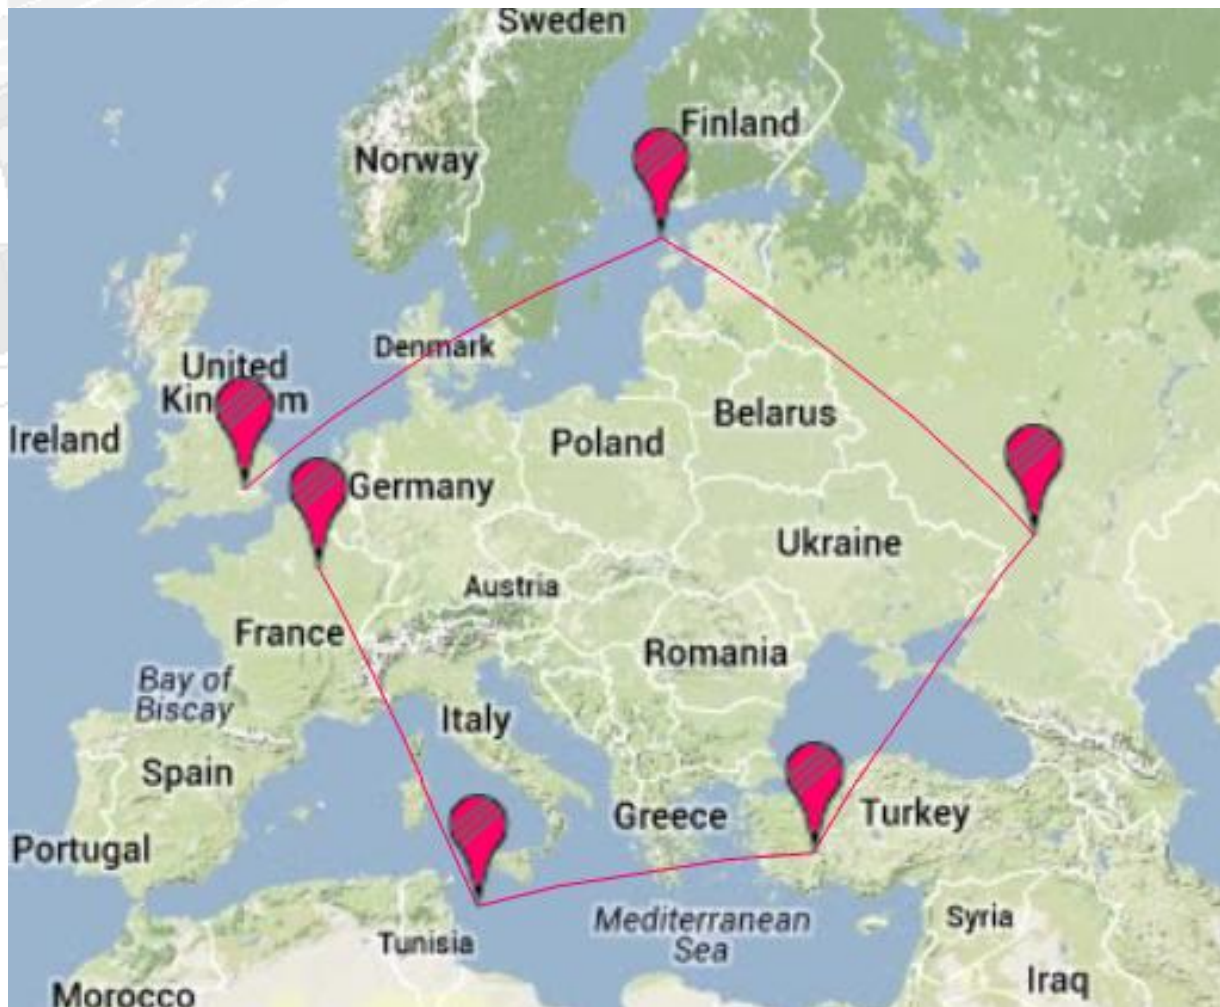 Sweden
Finland
Norway
Denmark
United
Kingdom
Ireland
Belarus
Poland
Germany
Ukraine
Austria
France
Romania
Bay of
Biscay
Italy
Spain
Greece
Turkey
Portugal
Mediterranean
Sea
Syria
Tunisia
Iraq
Morocco